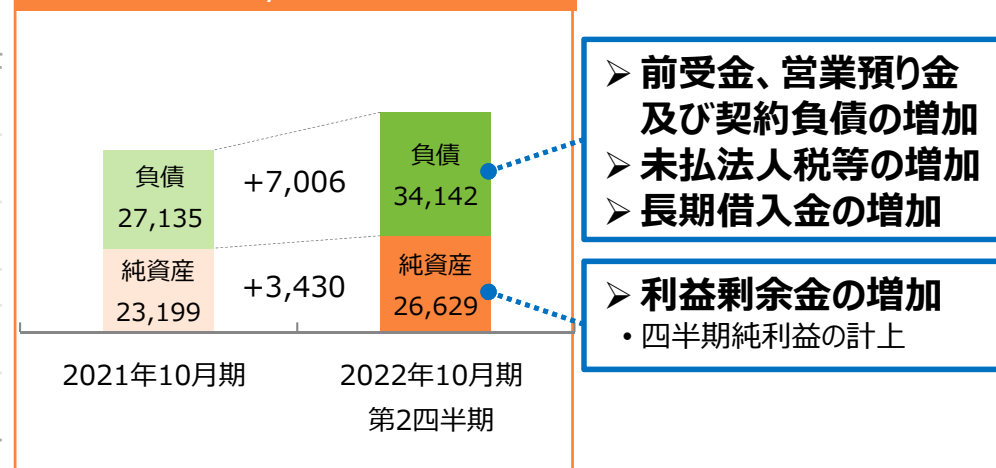 負債
27,135
+7,006
負債
34,142
純資産
23,199
+3,430
純資産
26,629
2021年10月期
2022年10月期
第2四半期
➢ 前受金、営業預り金
及び契約負債の増加
➢ 未払法人税等の増加
➢ 長期借入金の増加
➢ 利益剰余金の増加
• 四半期純利益の計上